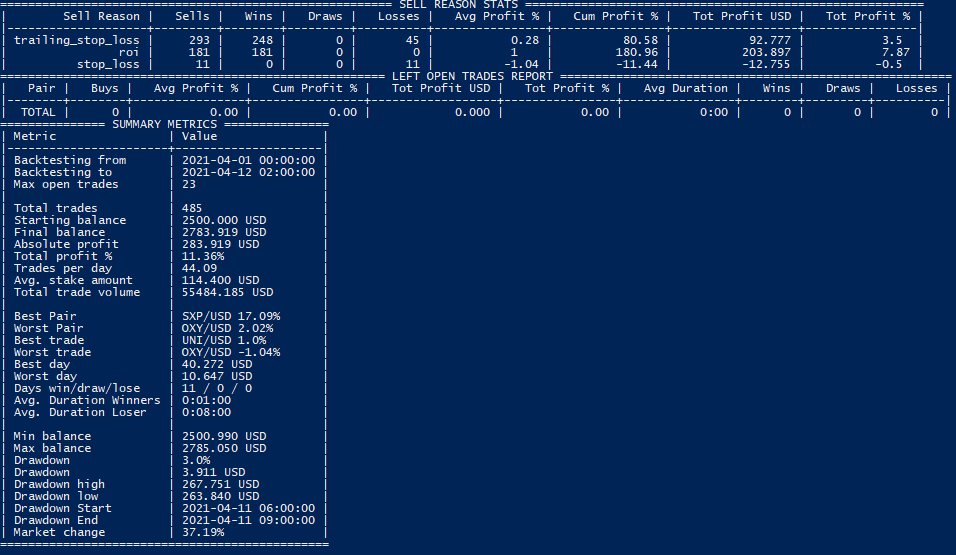 =============================================== SELL REASON STATS ================================================
| Sell Reason | Sells | Wins | Draws | Losses | Avg Profit % | Cum Profit % | Tot Profit USD | Tot Profit % |
|--------------------+---------+--------+---------+----------+----------------+----------------+------------------+----------------|
| trailing_stop_loss | 293 | 248 | 0 | 45 | 0.28 | 80.58 | 92.777 | 3.5 |
| roi | 181 | 181 | 0 | 0 | 1 | 180.96 | 203.897 | 7.87 |
| stop_loss | 11 | 0 | 0 | 11 | -1.04 | -11.44 | -12.755 | -0.5 |
=============================================== LEFT OPEN TRADES REPORT ================================================
| Pair | Buys | Avg Profit % | Cum Profit % | Tot Profit USD | Tot Profit % | Avg Duration | Wins | Draws | Losses |
|--------+--------+----------------+----------------+------------------+----------------+----------------+--------+---------+----------|
| TOTAL | 0 | 0.00 | 0.00 | 0.000 | 0.00 | 0:00 | 0 | 0 | 0 |
=============== SUMMARY METRICS ===============
| Metric | Value |
|-----------------------+---------------------|
| Backtesting from | 2021-04-01 00:00:00 |
| Backtesting to | 2021-04-12 02:00:00 |
| Max open trades | 23 |
| | |
| Total trades | 485 |
| Starting balance | 2500.000 USD |
| Final balance | 2783.919 USD |
| Absolute profit | 283.919 USD |
| Total profit % | 11.36% |
| Trades per day | 44.09 |
| Avg. stake amount | 114.400 USD |
| Total trade volume | 55484.185 USD |
| | |
| Best Pair | SXP/USD 17.09% |
| Worst Pair | OXY/USD 2.02% |
| Best trade | UNI/USD 1.0% |
| Worst trade | OXY/USD -1.04% |
| Best day | 40.272 USD |
| Worst day | 10.647 USD |
| Days win/draw/lose | 11 / 0 / 0 |
| Avg. Duration Winners | 0:01:00 |
| Avg. Duration Loser | 0:08:00 |
| | |
| Min balance | 2500.990 USD |
| Max balance | 2785.050 USD |
| Drawdown | 3.0% |
| Drawdown | 3.911 USD |
| Drawdown high | 267.751 USD |
| Drawdown low | 263.840 USD |
| Drawdown Start | 2021-04-11 06:00:00 |
| Drawdown End | 2021-04-11 09:00:00 |
| Market change | 37.19% |
===============================================